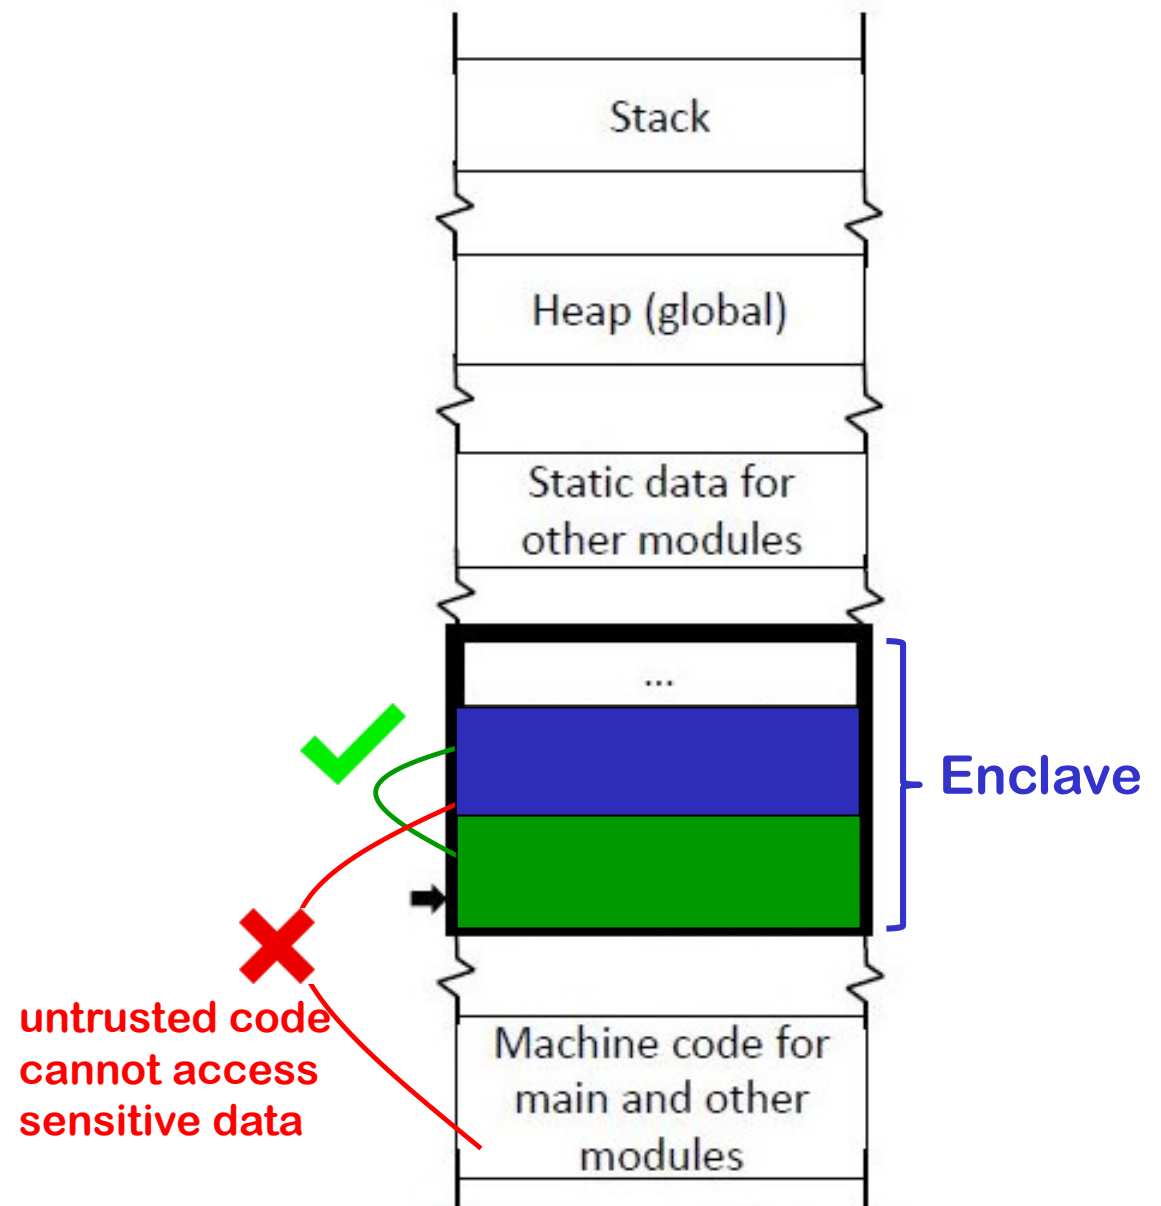 Stack
Heap (global)
Static data for
other modules
...
Enclave
untrusted code
cannot access
sensitive data
Machine code for
main and other
modules